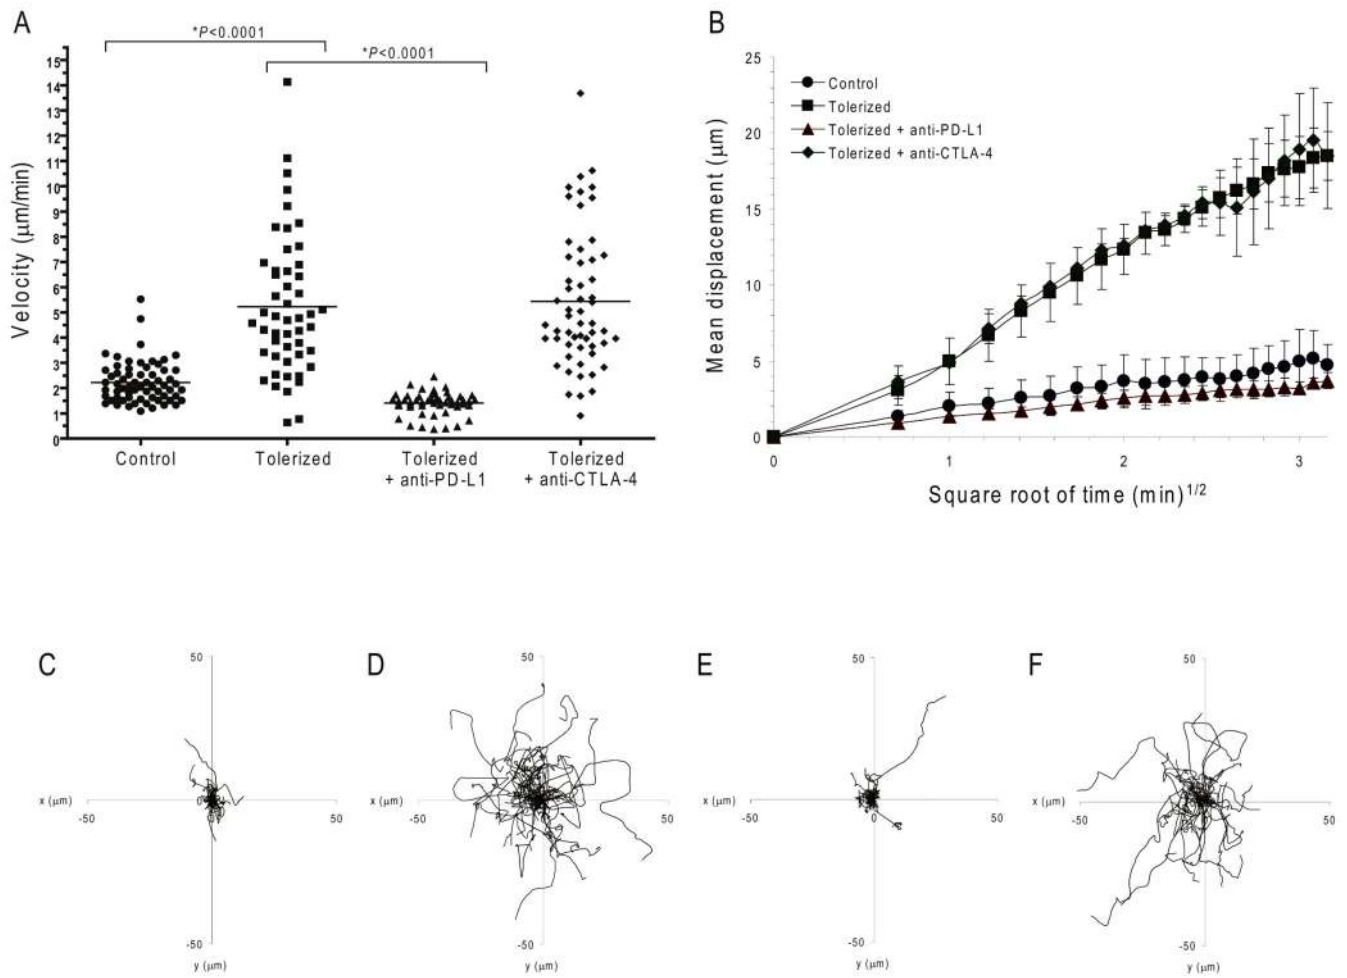 A
*P<0.0001
*P<0.0001
Velocity (μm/min)
15
14
13
12
11
10
9
8
7
6
5
4
3
2
1
0
Control
Tolerized
Tolerized
+ anti-PD-L1
Tolerized
+ anti-CTLA-4
B
Mean displacement (μm)
25
20
15
10
5
0
Control
Tolerized
Tolerized + anti-PD-L1
Tolerized + anti-CTLA-4
0
1
2
3
Square root of time (min)1/2
C
50
x (μm)
-50
0
50
-50
y (μm)
D
50
x (μm)
-50
0
50
-50
y (μm)
E
50
x (μm)
-50
0
50
-50
y (μm)
F
50
x (μm)
-50
0
50
-50
y (μm)